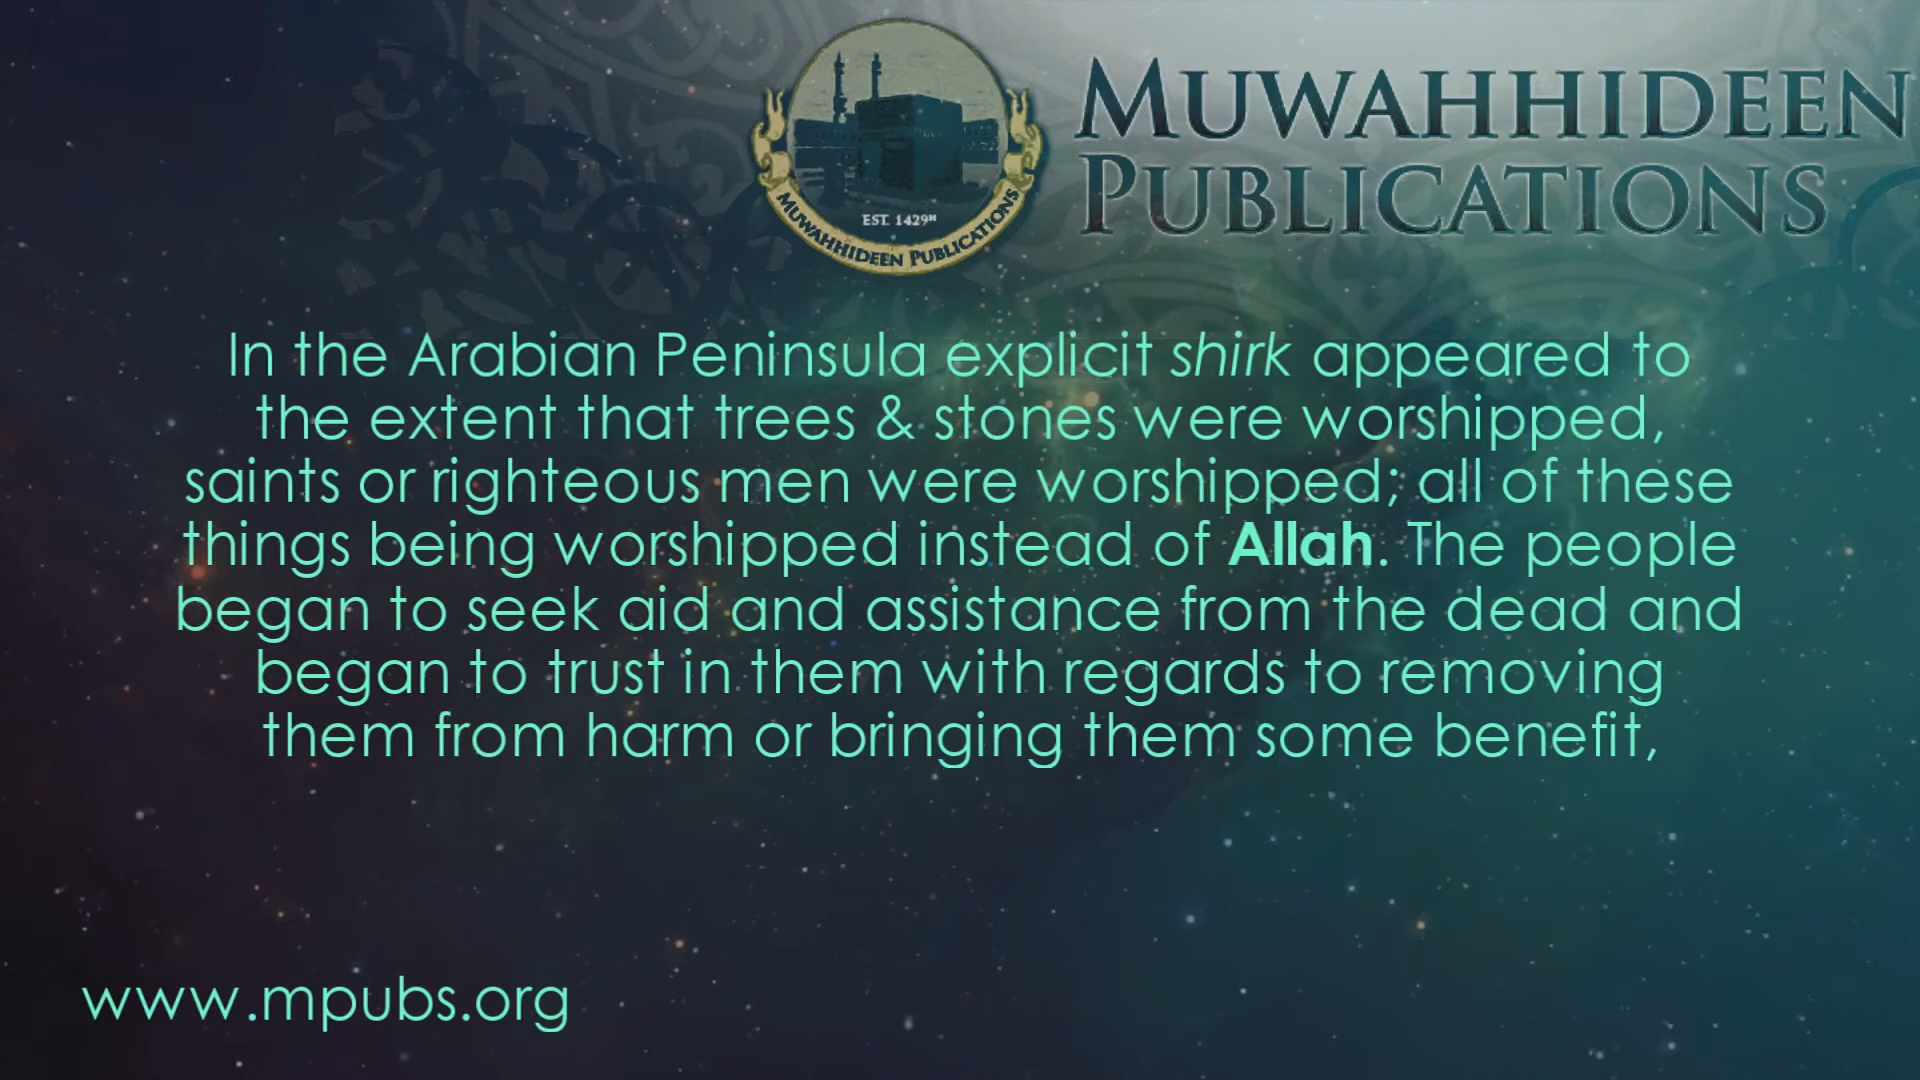 EST. 1429H
MUWAHHIDEEN PUBLICATIONS
MUWAHHIDEEN
PUBLICATIONS
In the Arabian Peninsula explicit shirk appeared to
the extent that trees & stones were worshipped,
saints or righteous men were worshipped; all of these
things being worshipped instead of Allah. The people
began to seek aid and assistance from the dead and
began to trust in them with regards to removing
them from harm or bringing them some benefit,
www.mpubs.org